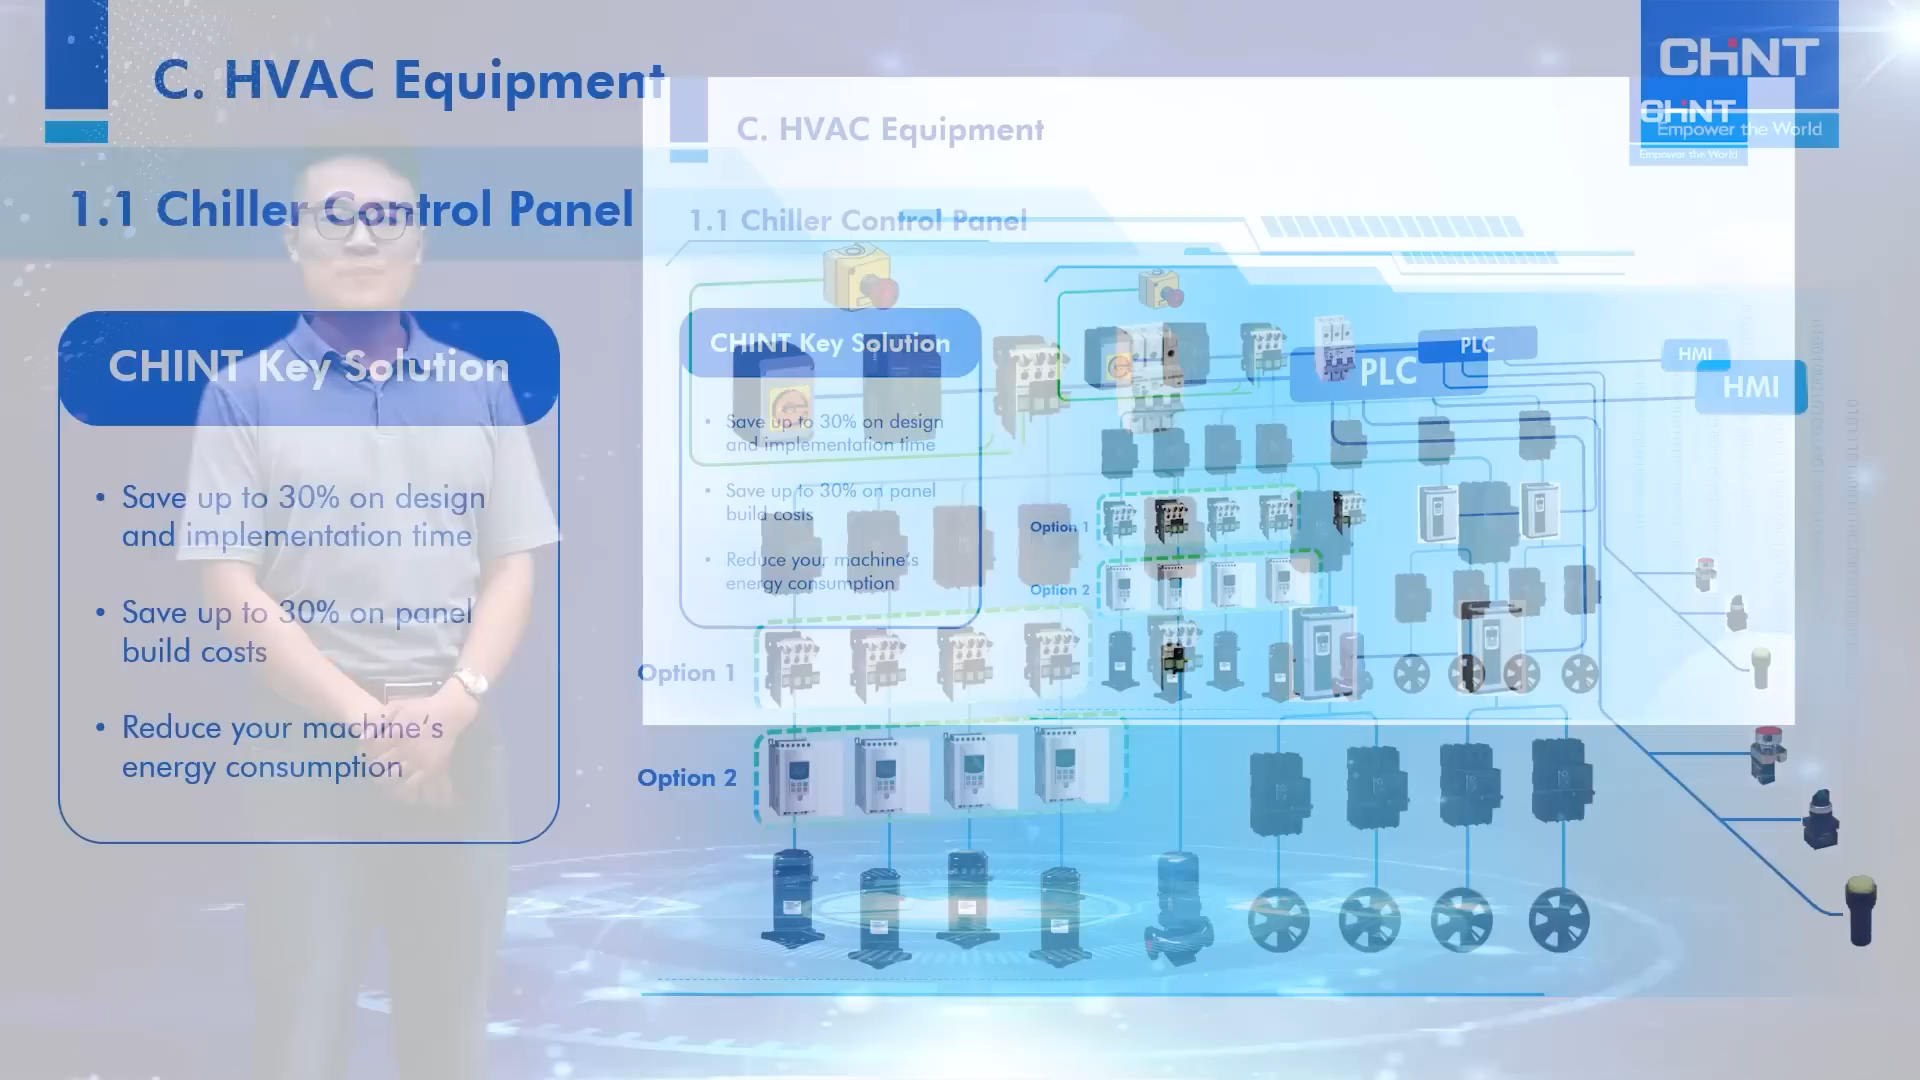 C. HVAC Equipment
1.1 Chiller Control Panel
CHINT Key Solution
• Save up to 30% on design
and implementation time
• Save up to 30% on panel
build costs
• Reduce your machine‘s
energy consumption
CHINT
Empower the World
PLC
HMI
Option 1
Option 2
C. HVAC Equipment
1.1 Chiller Control Panel
CHINT Key Solution
• Save up to 30% on design
and implementation time
• Save up to 30% on panel
build costs
• Reduce your machine‘s
energy consumption
CHINT
Empower the World
PLC
HMI
Option 1
Option 2